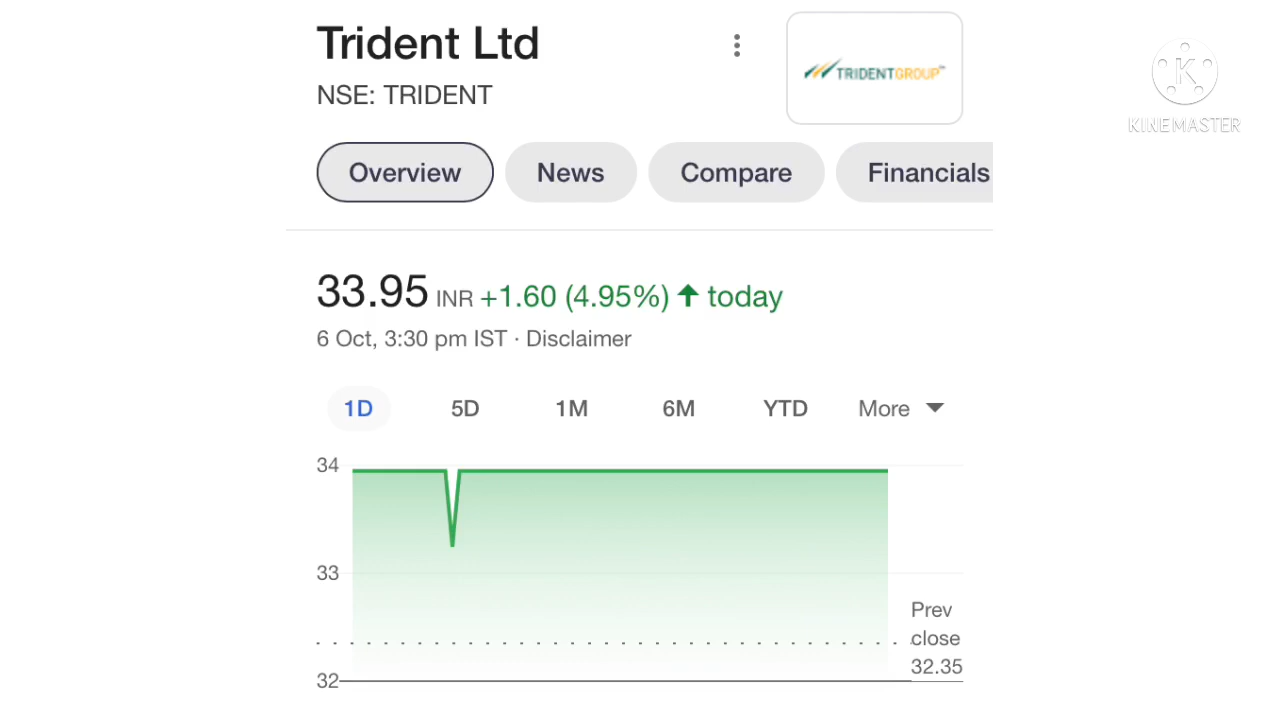 Trident Ltd
NSE: TRIDENT
TRIDENTGROUP
KINEMASTER
Overview
News
Compare
Financials
33.95 INR +1.60 (4.95%) ↑ today
6 Oct, 3:30 pm IST · Disclaimer
1D
5D
1M
6M
YTD
More
34
33
32
Prev
close
32.35